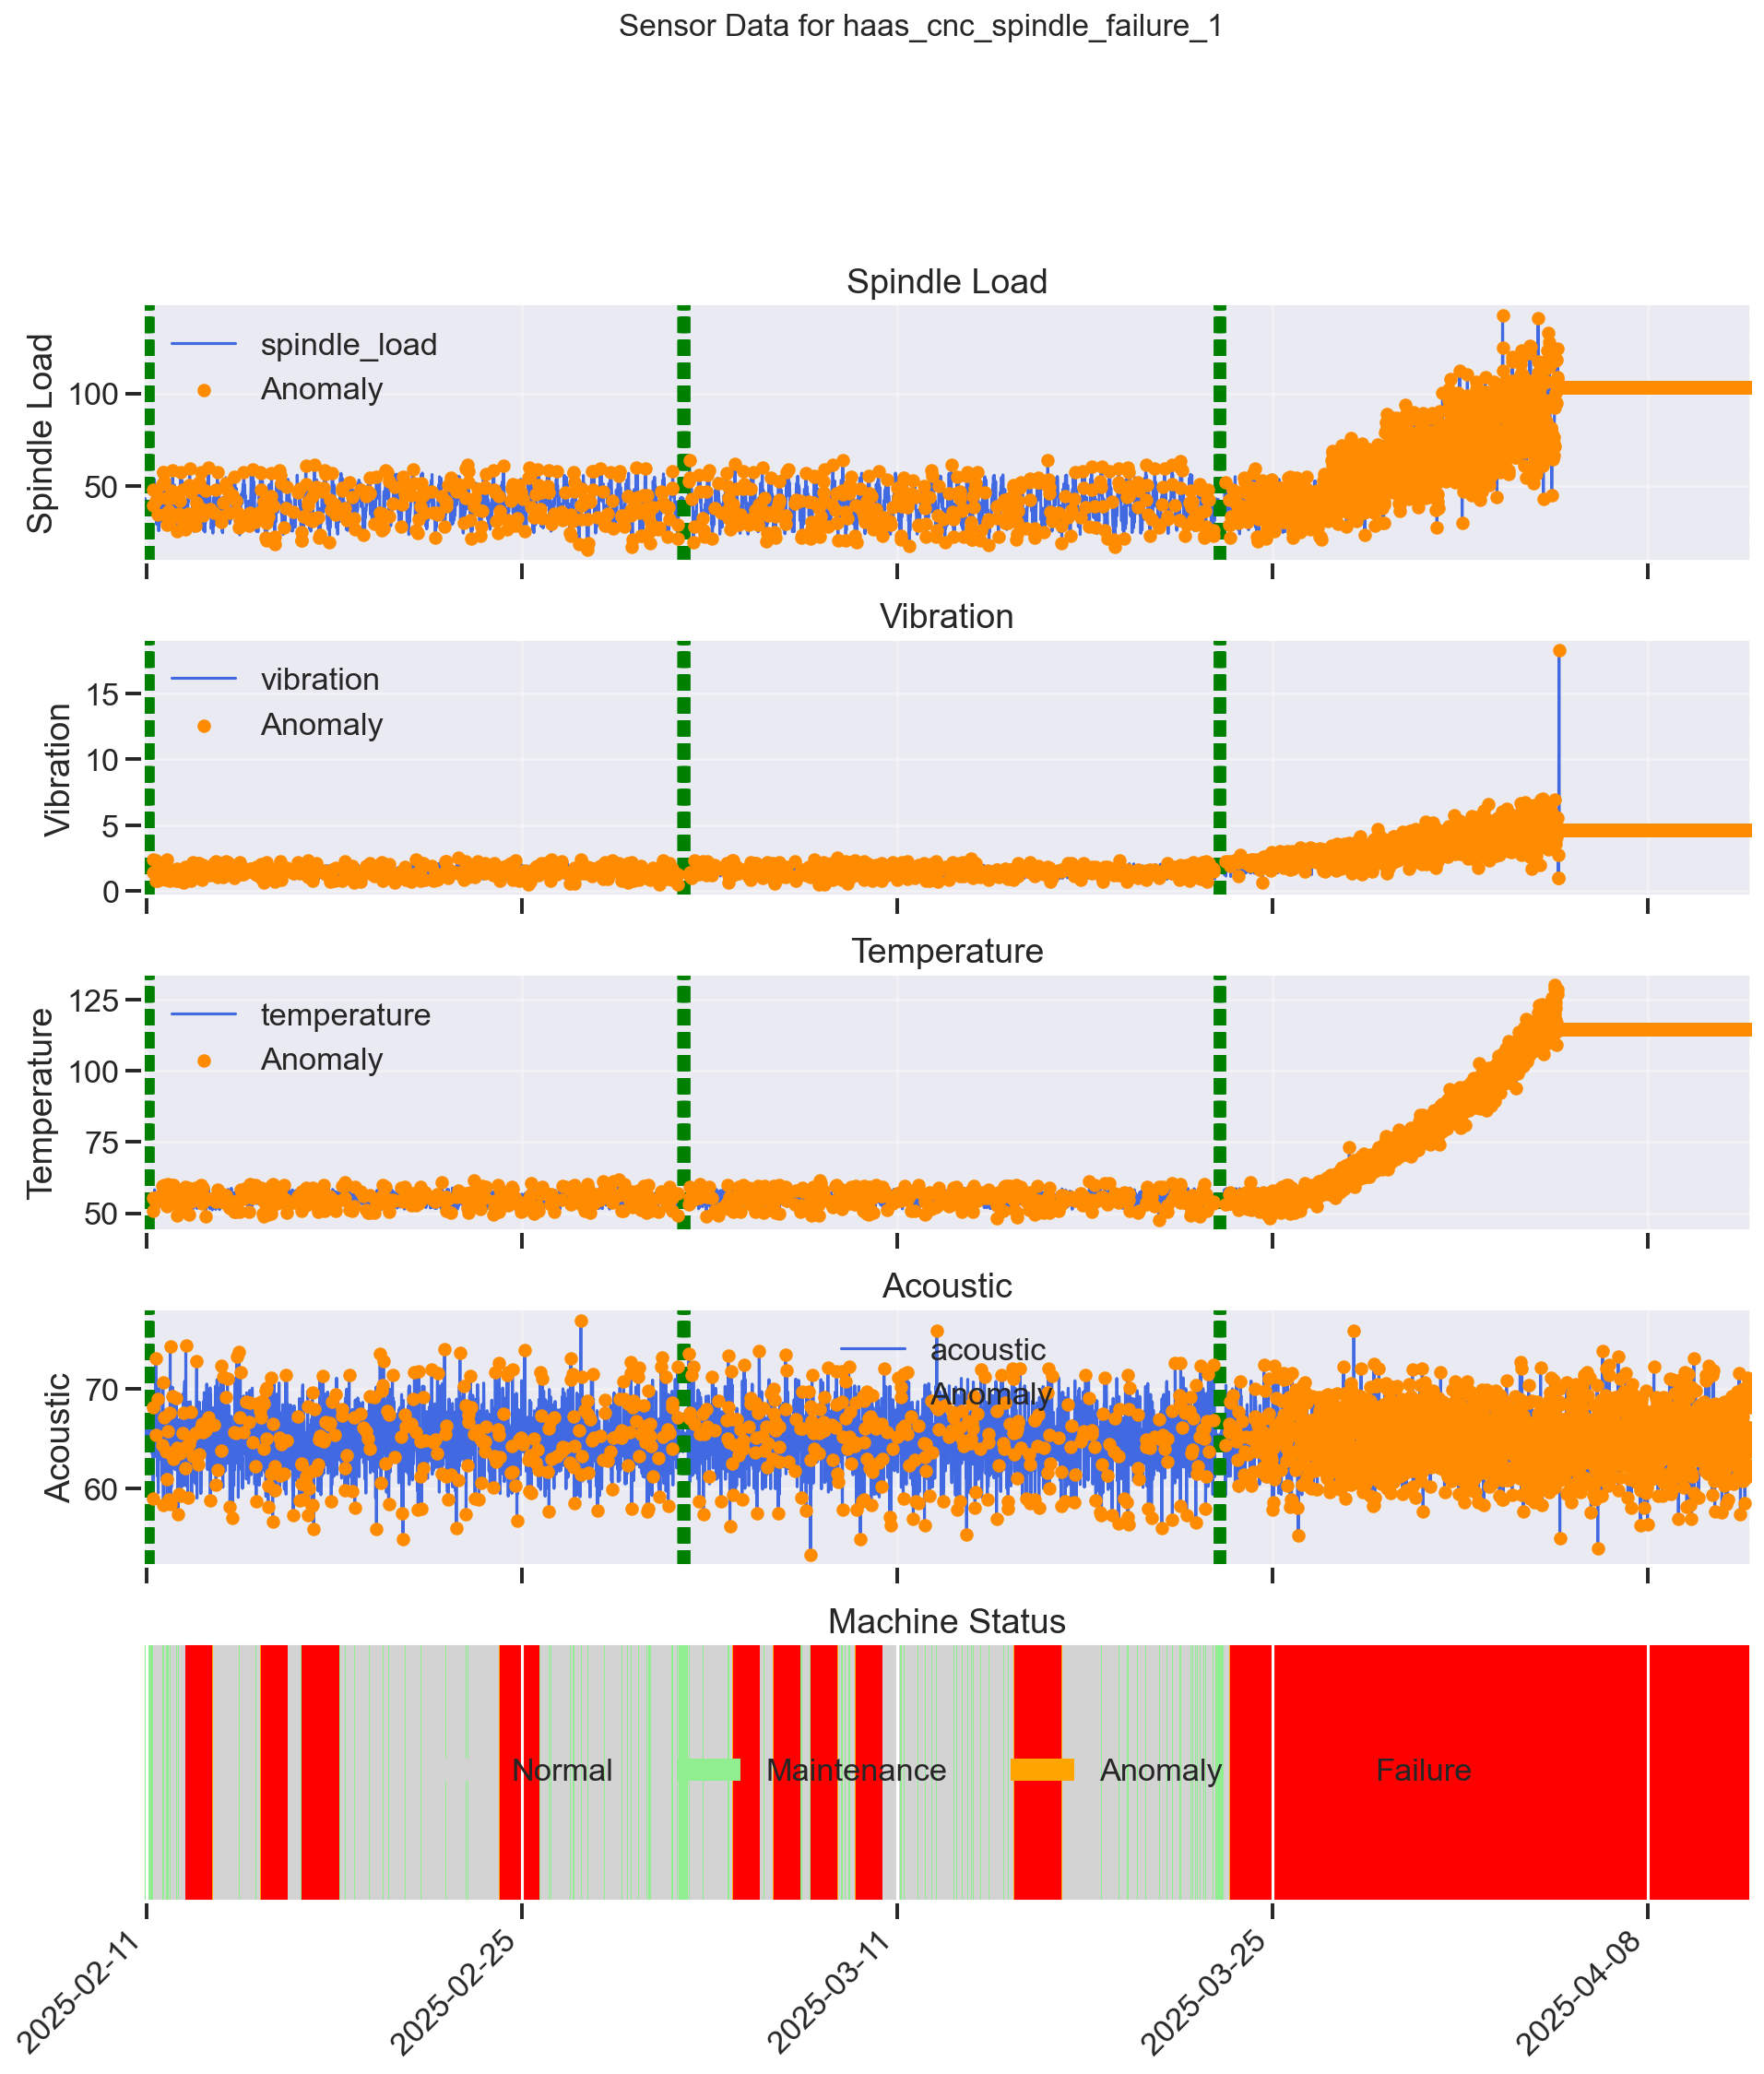 Sensor Data for haas_cnc_spindle_failure_1
Spindle Load
Spindle Load
100
50
spindle_load
Anomaly
Vibration
Vibration
15
10
5
0
vibration
Anomaly
Temperature
Temperature
125
100
75
50
temperature
Anomaly
Acoustic
Acoustic
70
60
acoustic
Anomaly
Machine Status
Normal Maintenance Anomaly Failure
2025-02-11 2025-02-25 2025-03-11 2025-03-25 2025-04-08